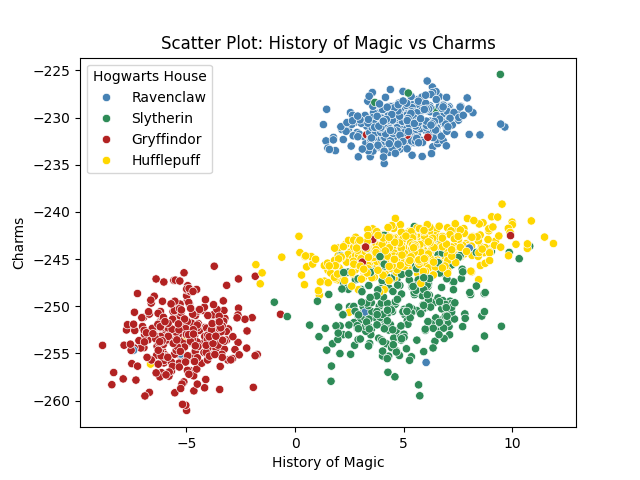 Scatter Plot: History of Magic vs Charms
Hogwarts House
Ravenclaw
Slytherin
Gryffindor
Hufflepuff
Charms
−225
−230
−235
−240
−245
−250
−255
−260
−5
0
5
10
History of Magic